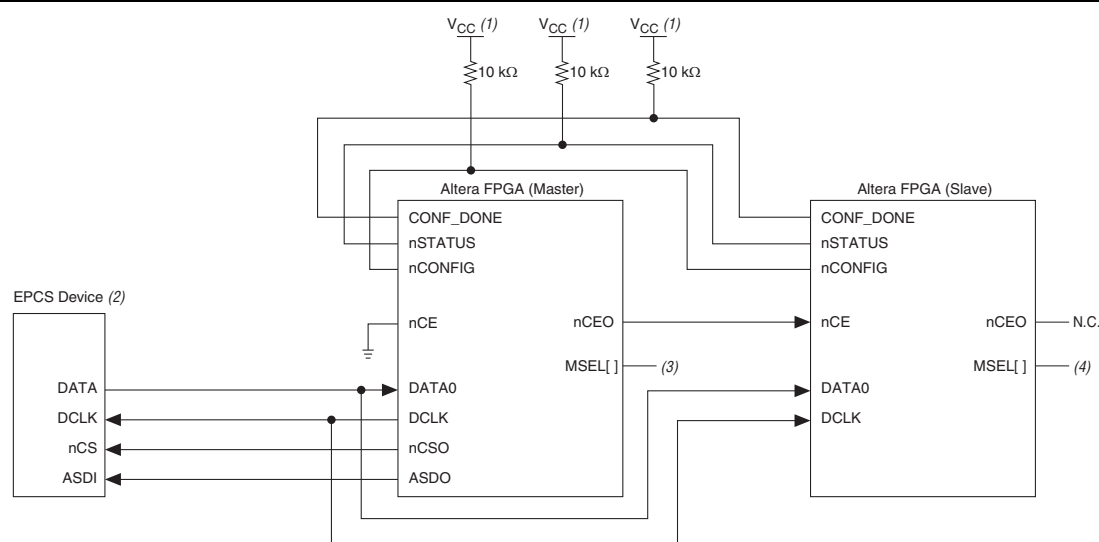 VCC (1) VCC (1) VCC (1)
10 kΩ 10 kΩ 10 kΩ
Altera FPGA (Master)
CONF_DONE
nSTATUS
nCONFIG
nCE
nCEO
MSEL[ ] (3)
DATA0
DCLK
nCSO
ASDO
Altera FPGA (Slave)
CONF_DONE
nSTATUS
nCONFIG
nCE
nCEO N.C.
MSEL[ ] (4)
DATA0
DCLK
EPCS Device (2)
DATA
DCLK
nCS
ASDI